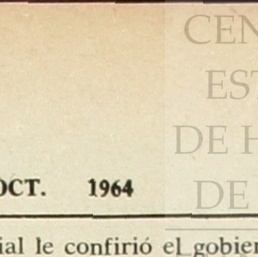 CEN
EST
DE H
OCT. 1964
DE
ial le confirió el gobier